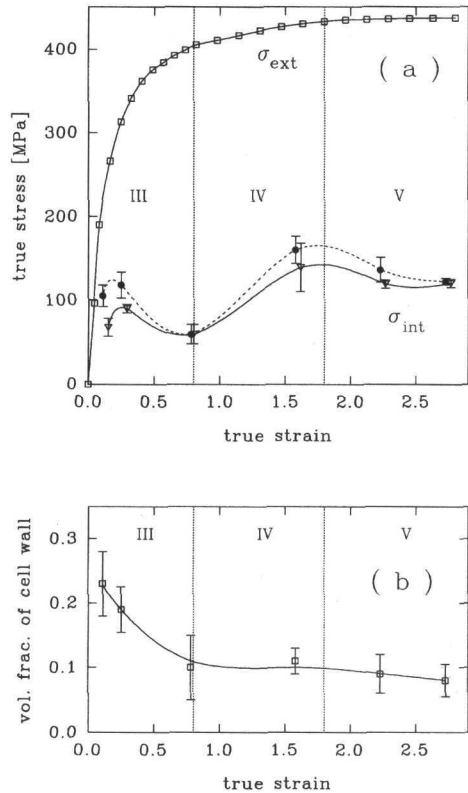 400
300
200
100
0
true stress [MPa]
σext
( a )
III
IV
V
σint
0.0
0.5
1.0
1.5
2.0
2.5
true strain
0.3
0.2
0.1
0.0
vol. frac. of cell wall
III
IV
V
( b )
0.0
0.5
1.0
1.5
2.0
2.5
true strain